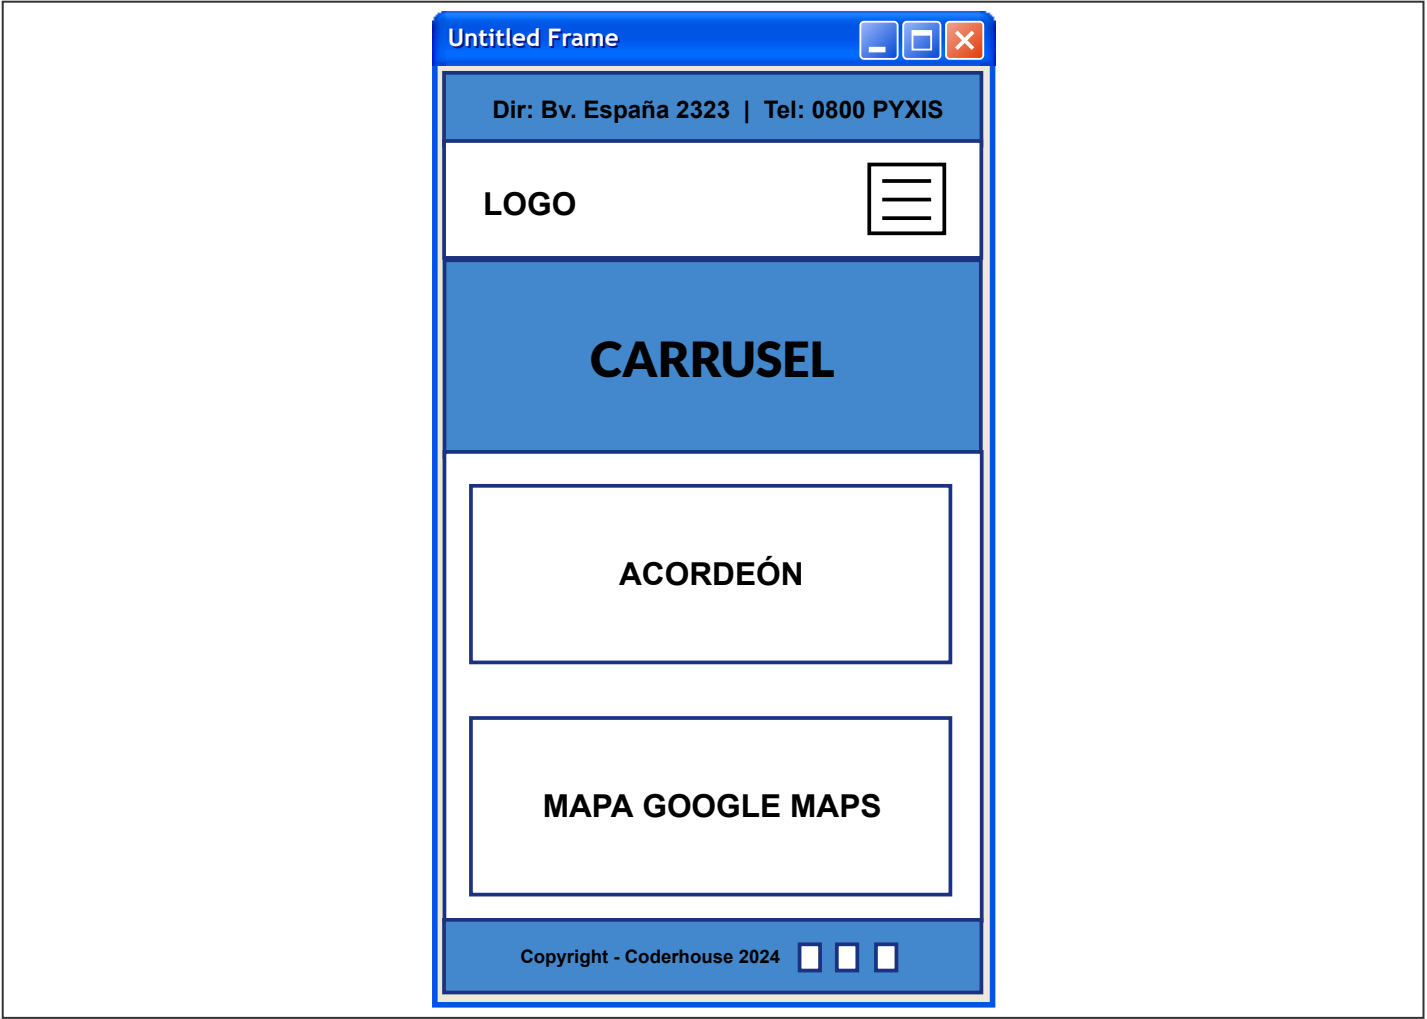 Untitled Frame
Dir: Bv. España 2323 | Tel: 0800 PYXIS
LOGO
CARRUSEL
ACORDEÓN
MAPA GOOGLE MAPS
Copyright - Coderhouse 2024